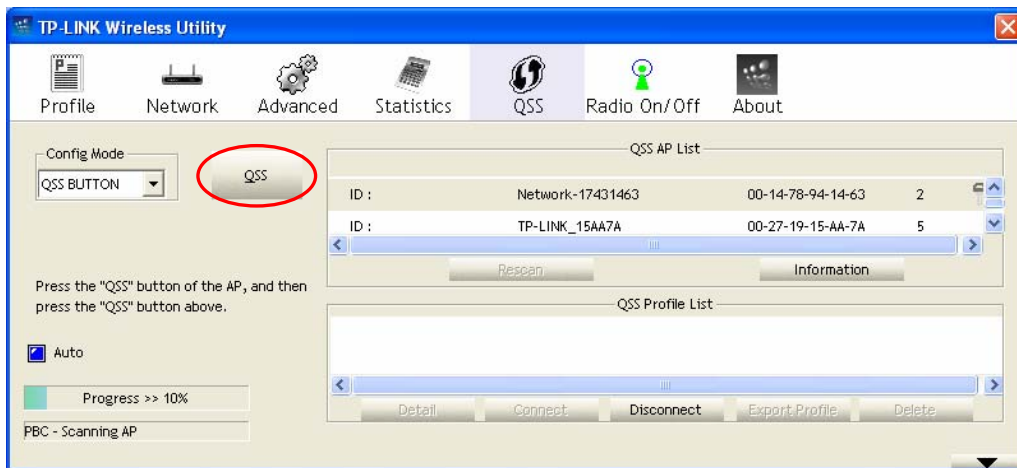 TP-LINK Wireless Utility
Profile Network Advanced Statistics QSS Radio On/Off About
Config Mode
QSS BUTTON
QSS
QSS AP List
ID : Network-17431463 00-14-78-94-14-63 2
ID : TP-LINK_15AA7A 00-27-19-15-AA-7A 5
Rescan Information
Press the "QSS" button of the AP, and then
press the "QSS" button above.
QSS Profile List
Auto
Progress >> 10%
Detail Connect Disconnect Export Profile Delete
PBC - Scanning AP